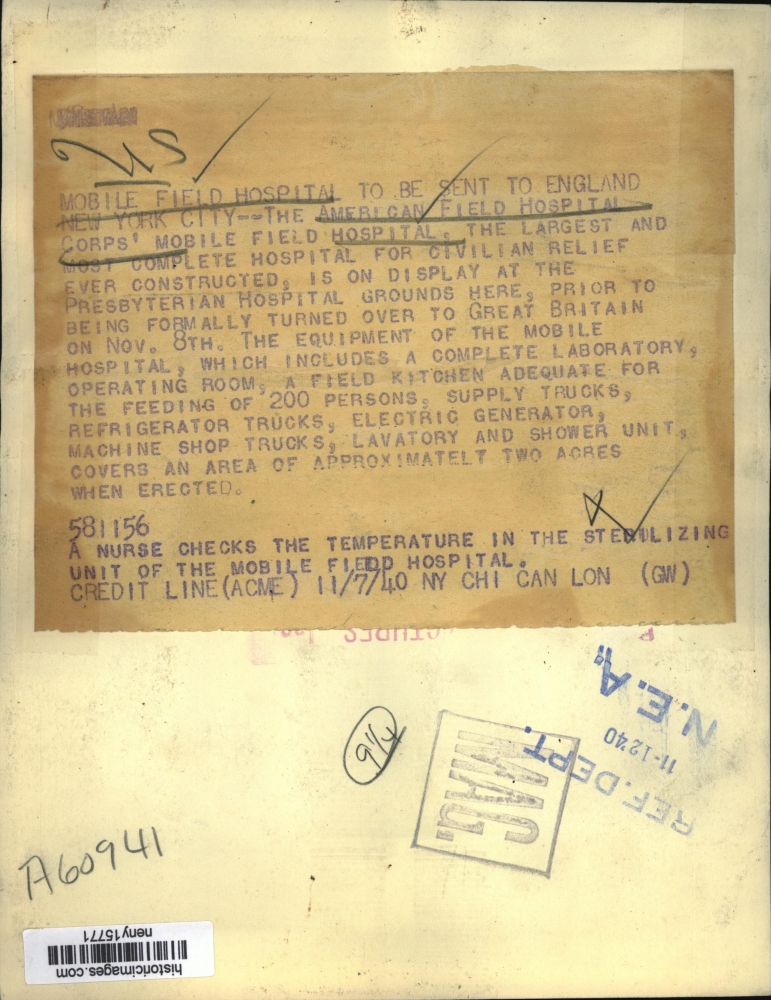 US
MOBILE FIELD HOSPITAL TO BE SENT TO ENGLAND
NEW YORK CITY--THE AMERICAN FIELD HOSPITAL
CORPS' MOBILE FIELD HOSPITAL, THE LARGEST AND
MOST COMPLETE HOSPITAL FOR CIVILIAN RELIEF
EVER CONSTRUCTED, IS ON DISPLAY AT THE
PRESBYTERIAN HOSPITAL GROUNDS HERE, PRIOR TO
BEING FORMALLY TURNED OVER TO GREAT BRITAIN
ON NOV. 8TH. THE EQUIPMENT OF THE MOBILE
HOSPITAL, WHICH INCLUDES A COMPLETE LABORATORY,
OPERATING ROOM, A FIELD KITCHEN ADEQUATE FOR
THE FEEDING OF 200 PERSONS, SUPPLY TRUCKS,
REFRIGERATOR TRUCKS, ELECTRIC GENERATOR,
MACHINE SHOP TRUCKS, LAVATORY AND SHOWER UNIT,
COVERS AN AREA OF APPROXIMATELT TWO ACRES
WHEN ERECTED.
581156
A NURSE CHECKS THE TEMPERATURE IN THE STERILIZING
UNIT OF THE MOBILE FIEDD HOSPITAL.
CREDIT LINE (ACME) 11/7/40 NY CHI CAN LON (GW)
N.E.A.
11-12-40
REF. DEPT.
9 1/4
MAG.
A60941
neny15771
historicimages.com